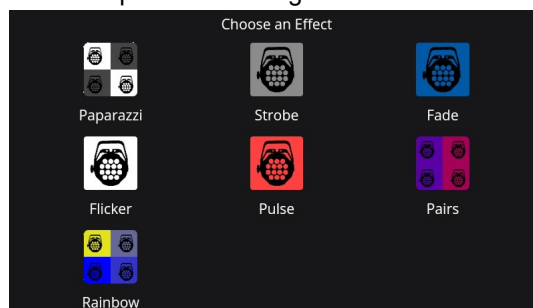 Choose an Effect
Paparazzi Strobe Fade
Flicker Pulse Pairs
Rainbow